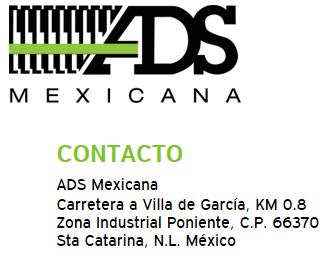 ADS
MEXICANA
CONTACTO
ADS Mexicana
Carretera a Villa de García, KM 0.8
Zona Industrial Poniente, C.P. 66370
Sta Catarina, N.L. México